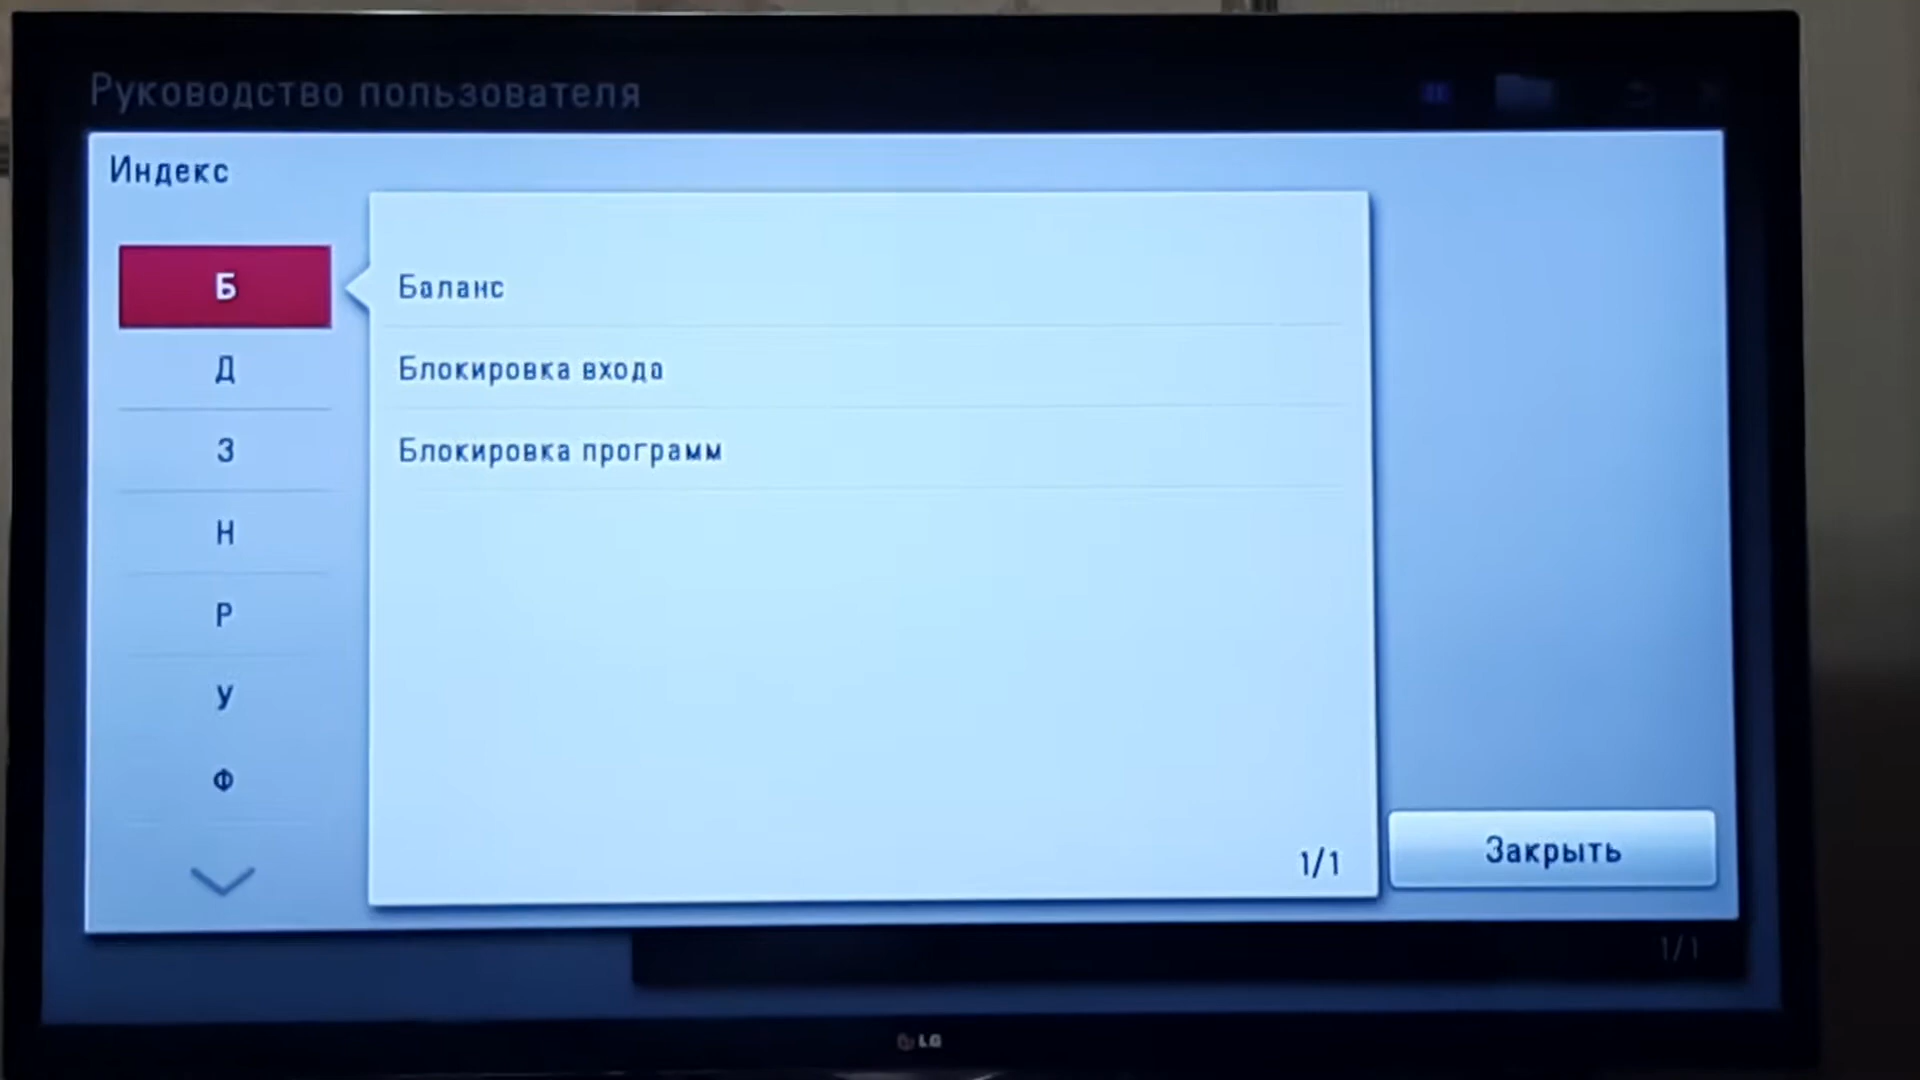 Руководство пользователя
Индекс
Б
Баланс
Д
Блокировка входа
З
Блокировка программ
Н
Р
У
Ф
1/1
Закрыть
1/1
LG